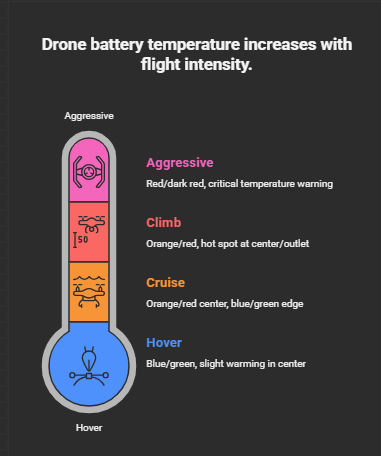 Drone battery temperature increases with
flight intensity.
Aggressive
Aggressive
Red/dark red, critical temperature warning
Climb
50
Orange/red, hot spot at center/outlet
Cruise
Orange/red center, blue/green edge
Hover
Blue/green, slight warming in center
Hover